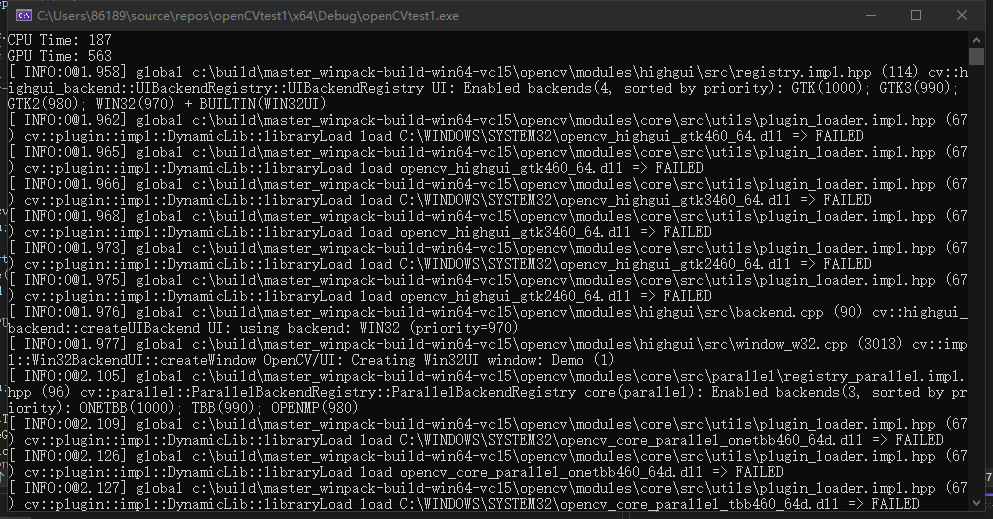 C:\Users\86189\source\repos\openCVtest1\x64\Debug\openCVtest1.exe
CPU Time: 187
GPU Time: 563
[ INFO:0@1.958] global c:\build\master_winpack-build-win64-vc15\opencv\modules\highgui\src\registry.impl.hpp (114) cv::h
ighgui_backend::UIBackendRegistry::UIBackendRegistry UI: Enabled backends(4, sorted by priority): GTK(1000); GTK3(990);
GTK2(980); WIN32(970) + BUILTIN(WIN32UI)
[ INFO:0@1.962] global c:\build\master_winpack-build-win64-vc15\opencv\modules\core\src\utils\plugin_loader.impl.hpp (67
) cv::plugin::impl::DynamicLib::libraryLoad load C:\WINDOWS\SYSTEM32\opencv_highgui_gtk460_64.dll => FAILED
[ INFO:0@1.965] global c:\build\master_winpack-build-win64-vc15\opencv\modules\core\src\utils\plugin_loader.impl.hpp (67
) cv::plugin::impl::DynamicLib::libraryLoad load opencv_highgui_gtk460_64.dll => FAILED
[ INFO:0@1.966] global c:\build\master_winpack-build-win64-vc15\opencv\modules\core\src\utils\plugin_loader.impl.hpp (67
) cv::plugin::impl::DynamicLib::libraryLoad load C:\WINDOWS\SYSTEM32\opencv_highgui_gtk3460_64.dll => FAILED
[ INFO:0@1.968] global c:\build\master_winpack-build-win64-vc15\opencv\modules\core\src\utils\plugin_loader.impl.hpp (67
) cv::plugin::impl::DynamicLib::libraryLoad load opencv_highgui_gtk3460_64.dll => FAILED
[ INFO:0@1.973] global c:\build\master_winpack-build-win64-vc15\opencv\modules\core\src\utils\plugin_loader.impl.hpp (67
) cv::plugin::impl::DynamicLib::libraryLoad load C:\WINDOWS\SYSTEM32\opencv_highgui_gtk2460_64.dll => FAILED
[ INFO:0@1.975] global c:\build\master_winpack-build-win64-vc15\opencv\modules\core\src\utils\plugin_loader.impl.hpp (67
) cv::plugin::impl::DynamicLib::libraryLoad load opencv_highgui_gtk2460_64.dll => FAILED
[ INFO:0@1.976] global c:\build\master_winpack-build-win64-vc15\opencv\modules\highgui\src\backend.cpp (90) cv::highgui_
backend::createUIBackend UI: using backend: WIN32 (priority=970)
[ INFO:0@1.977] global c:\build\master_winpack-build-win64-vc15\opencv\modules\highgui\src\window_w32.cpp (3013) cv::imp
l::Win32BackendUI::createWindow OpenCV/UI: Creating Win32UI window: Demo (1)
[ INFO:0@2.105] global c:\build\master_winpack-build-win64-vc15\opencv\modules\core\src\parallel\registry_parallel.impl.
hpp (96) cv::parallel::ParallelBackendRegistry::ParallelBackendRegistry core(parallel): Enabled backends(3, sorted by pr
iority): ONETBB(1000); TBB(990); OPENMP(980)
[ INFO:0@2.109] global c:\build\master_winpack-build-win64-vc15\opencv\modules\core\src\utils\plugin_loader.impl.hpp (67
) cv::plugin::impl::DynamicLib::libraryLoad load C:\WINDOWS\SYSTEM32\opencv_core_parallel_onetbb460_64d.dll => FAILED
[ INFO:0@2.126] global c:\build\master_winpack-build-win64-vc15\opencv\modules\core\src\utils\plugin_loader.impl.hpp (67
) cv::plugin::impl::DynamicLib::libraryLoad load opencv_core_parallel_onetbb460_64d.dll => FAILED
[ INFO:0@2.127] global c:\build\master_winpack-build-win64-vc15\opencv\modules\core\src\utils\plugin_loader.impl.hpp (67
) cv::plugin::impl::DynamicLib::libraryLoad load C:\WINDOWS\SYSTEM32\opencv_core_parallel_tbb460_64d.dll => FAILED